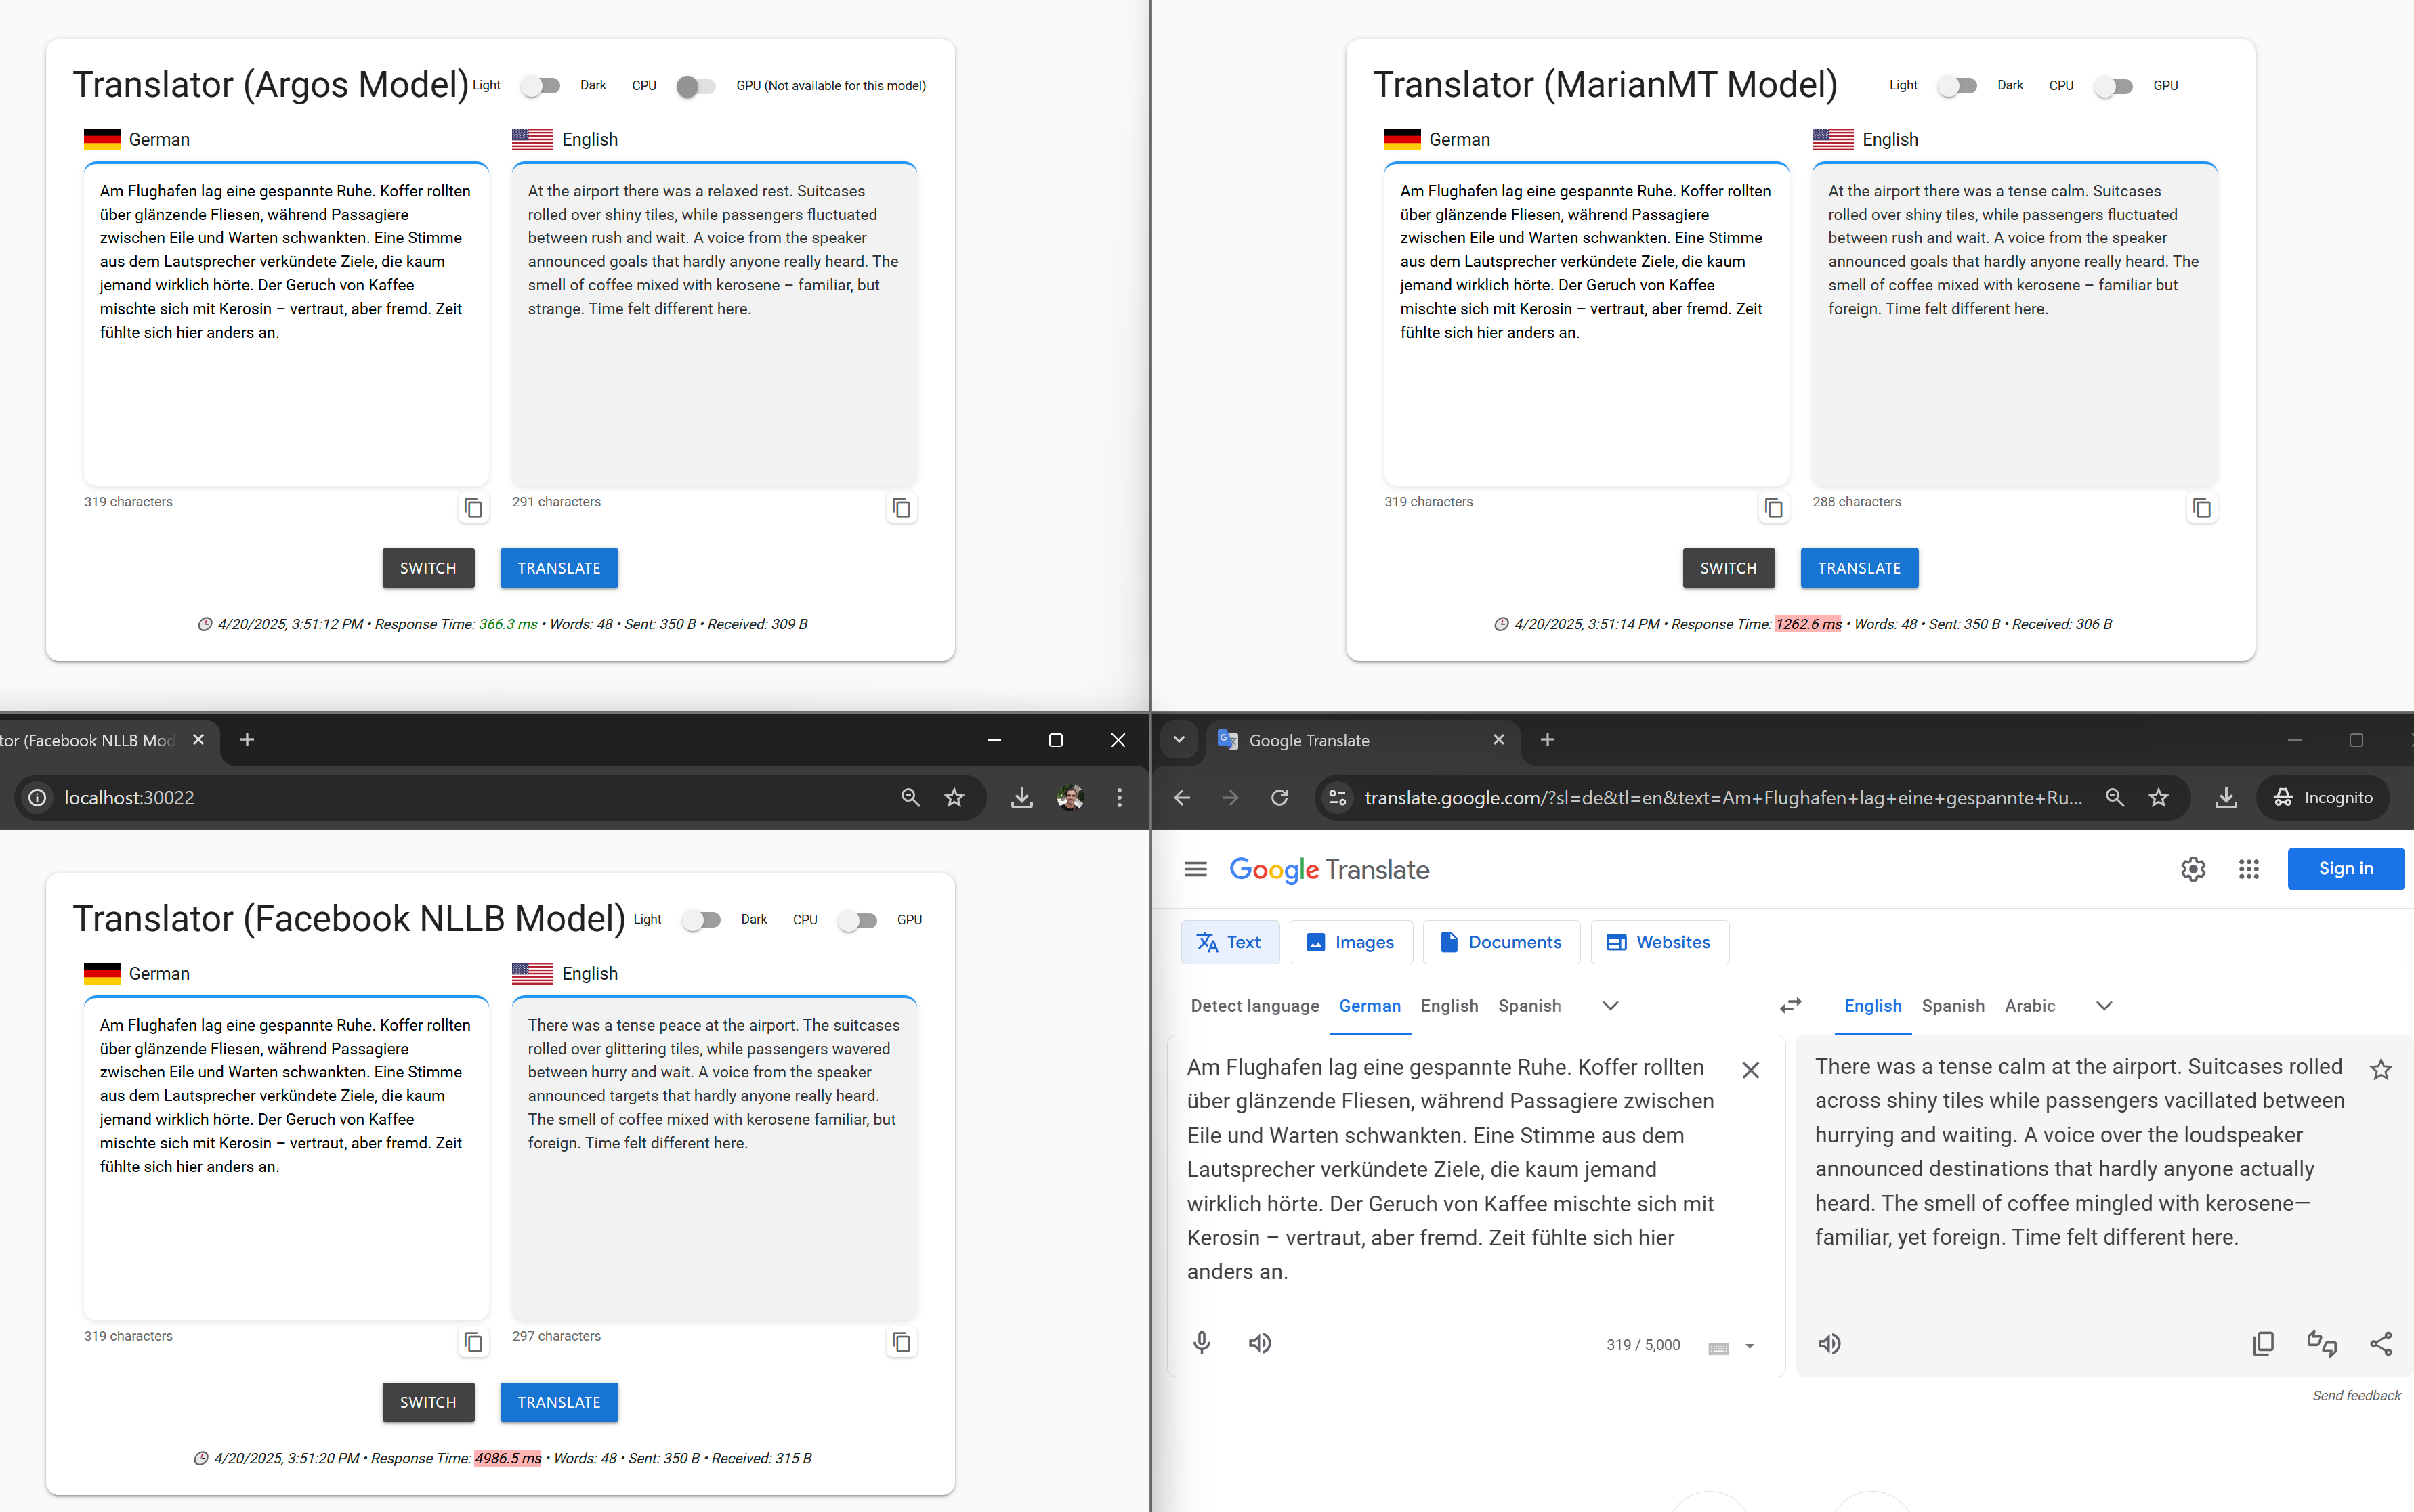 Translator (Argos Model) Light Dark CPU GPU (Not available for this model)
German
English
Am Flughafen lag eine gespannte Ruhe. Koffer rollten
über glänzende Fliesen, während Passagiere
zwischen Eile und Warten schwankten. Eine Stimme
aus dem Lautsprecher verkündete Ziele, die kaum
jemand wirklich hörte. Der Geruch von Kaffee
mischte sich mit Kerosin – vertraut, aber fremd. Zeit
fühlte sich hier anders an.
At the airport there was a relaxed rest. Suitcases
rolled over shiny tiles, while passengers fluctuated
between rush and wait. A voice from the speaker
announced goals that hardly anyone really heard. The
smell of coffee mixed with kerosene – familiar, but
strange. Time felt different here.
319 characters
291 characters
SWITCH
TRANSLATE
4/20/2025, 3:51:12 PM • Response Time: 366.3 ms • Words: 48 • Sent: 350 B • Received: 309 B
Translator (MarianMT Model) Light Dark CPU GPU
German
English
Am Flughafen lag eine gespannte Ruhe. Koffer rollten
über glänzende Fliesen, während Passagiere
zwischen Eile und Warten schwankten. Eine Stimme
aus dem Lautsprecher verkündete Ziele, die kaum
jemand wirklich hörte. Der Geruch von Kaffee
mischte sich mit Kerosin – vertraut, aber fremd. Zeit
fühlte sich hier anders an.
At the airport there was a tense calm. Suitcases
rolled over shiny tiles, while passengers fluctuated
between rush and wait. A voice from the speaker
announced goals that hardly anyone really heard. The
smell of coffee mixed with kerosene – familiar but
foreign. Time felt different here.
319 characters
288 characters
SWITCH
TRANSLATE
4/20/2025, 3:51:14 PM • Response Time: 1262.6 ms • Words: 48 • Sent: 350 B • Received: 306 B
tor (Facebook NLLB Mod
localhost:30022
Translator (Facebook NLLB Model) Light Dark CPU GPU
German
English
Am Flughafen lag eine gespannte Ruhe. Koffer rollten
über glänzende Fliesen, während Passagiere
zwischen Eile und Warten schwankten. Eine Stimme
aus dem Lautsprecher verkündete Ziele, die kaum
jemand wirklich hörte. Der Geruch von Kaffee
mischte sich mit Kerosin – vertraut, aber fremd. Zeit
fühlte sich hier anders an.
There was a tense peace at the airport. The suitcases
rolled over glittering tiles, while passengers wavered
between hurry and wait. A voice from the speaker
announced targets that hardly anyone really heard.
The smell of coffee mixed with kerosene familiar, but
foreign. Time felt different here.
319 characters
297 characters
SWITCH
TRANSLATE
4/20/2025, 3:51:20 PM • Response Time: 4986.5 ms • Words: 48 • Sent: 350 B • Received: 315 B
Google Translate
translate.google.com/?sl=de&tl=en&text=Am+Flughafen+lag+eine+gespannte+Ru...
Incognito
Google Translate
Sign in
Text
Images
Documents
Websites
Detect language German English Spanish
English Spanish Arabic
Am Flughafen lag eine gespannte Ruhe. Koffer rollten
über glänzende Fliesen, während Passagiere zwischen
Eile und Warten schwankten. Eine Stimme aus dem
Lautsprecher verkündete Ziele, die kaum jemand
wirklich hörte. Der Geruch von Kaffee mischte sich mit
Kerosin – vertraut, aber fremd. Zeit fühlte sich hier
anders an.
319 / 5,000
There was a tense calm at the airport. Suitcases rolled
across shiny tiles while passengers vacillated between
hurrying and waiting. A voice over the loudspeaker
announced destinations that hardly anyone actually
heard. The smell of coffee mingled with kerosene—
familiar, yet foreign. Time felt different here.
Send feedback